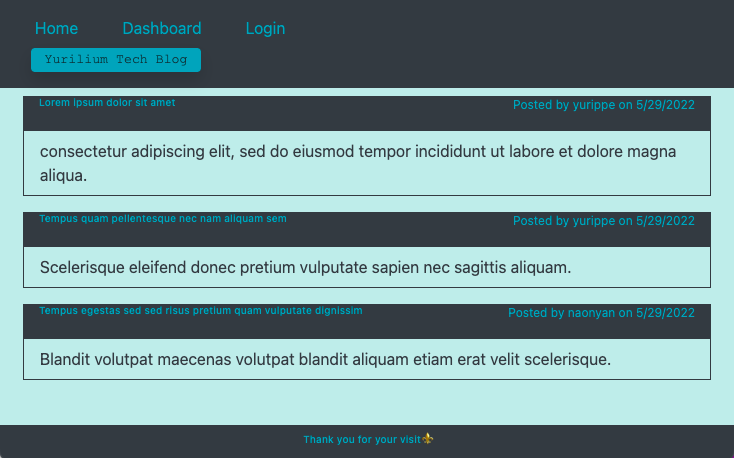 Home Dashboard Login
Yurilium Tech Blog
Lorem ipsum dolor sit amet Posted by yurippe on 5/29/2022
consectetur adipiscing elit, sed do eiusmod tempor incididunt ut labore et dolore magna
aliqua.
Tempus quam pellentesque nec nam aliquam sem Posted by yurippe on 5/29/2022
Scelerisque eleifend donec pretium vulputate sapien nec sagittis aliquam.
Tempus egestas sed sed risus pretium quam vulputate dignissim Posted by naonyan on 5/29/2022
Blandit volutpat maecenas volutpat blandit aliquam etiam erat velit scelerisque.
Thank you for your visit⚜️